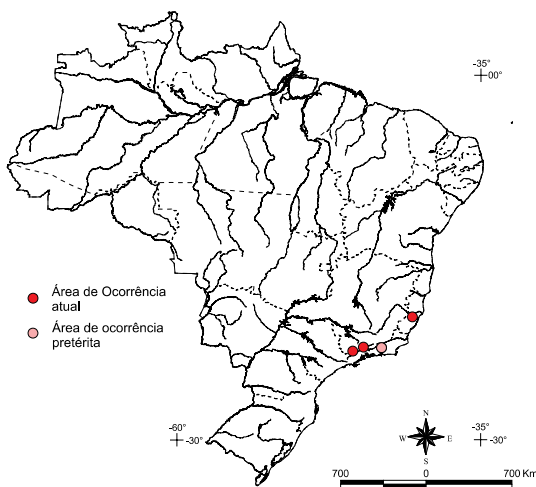 -35°
00°
Área de Ocorrência
atual
Área de ocorrência
pretérita
-60°
-30°
N
W E
S
-35°
-30°
700 0 700 Km